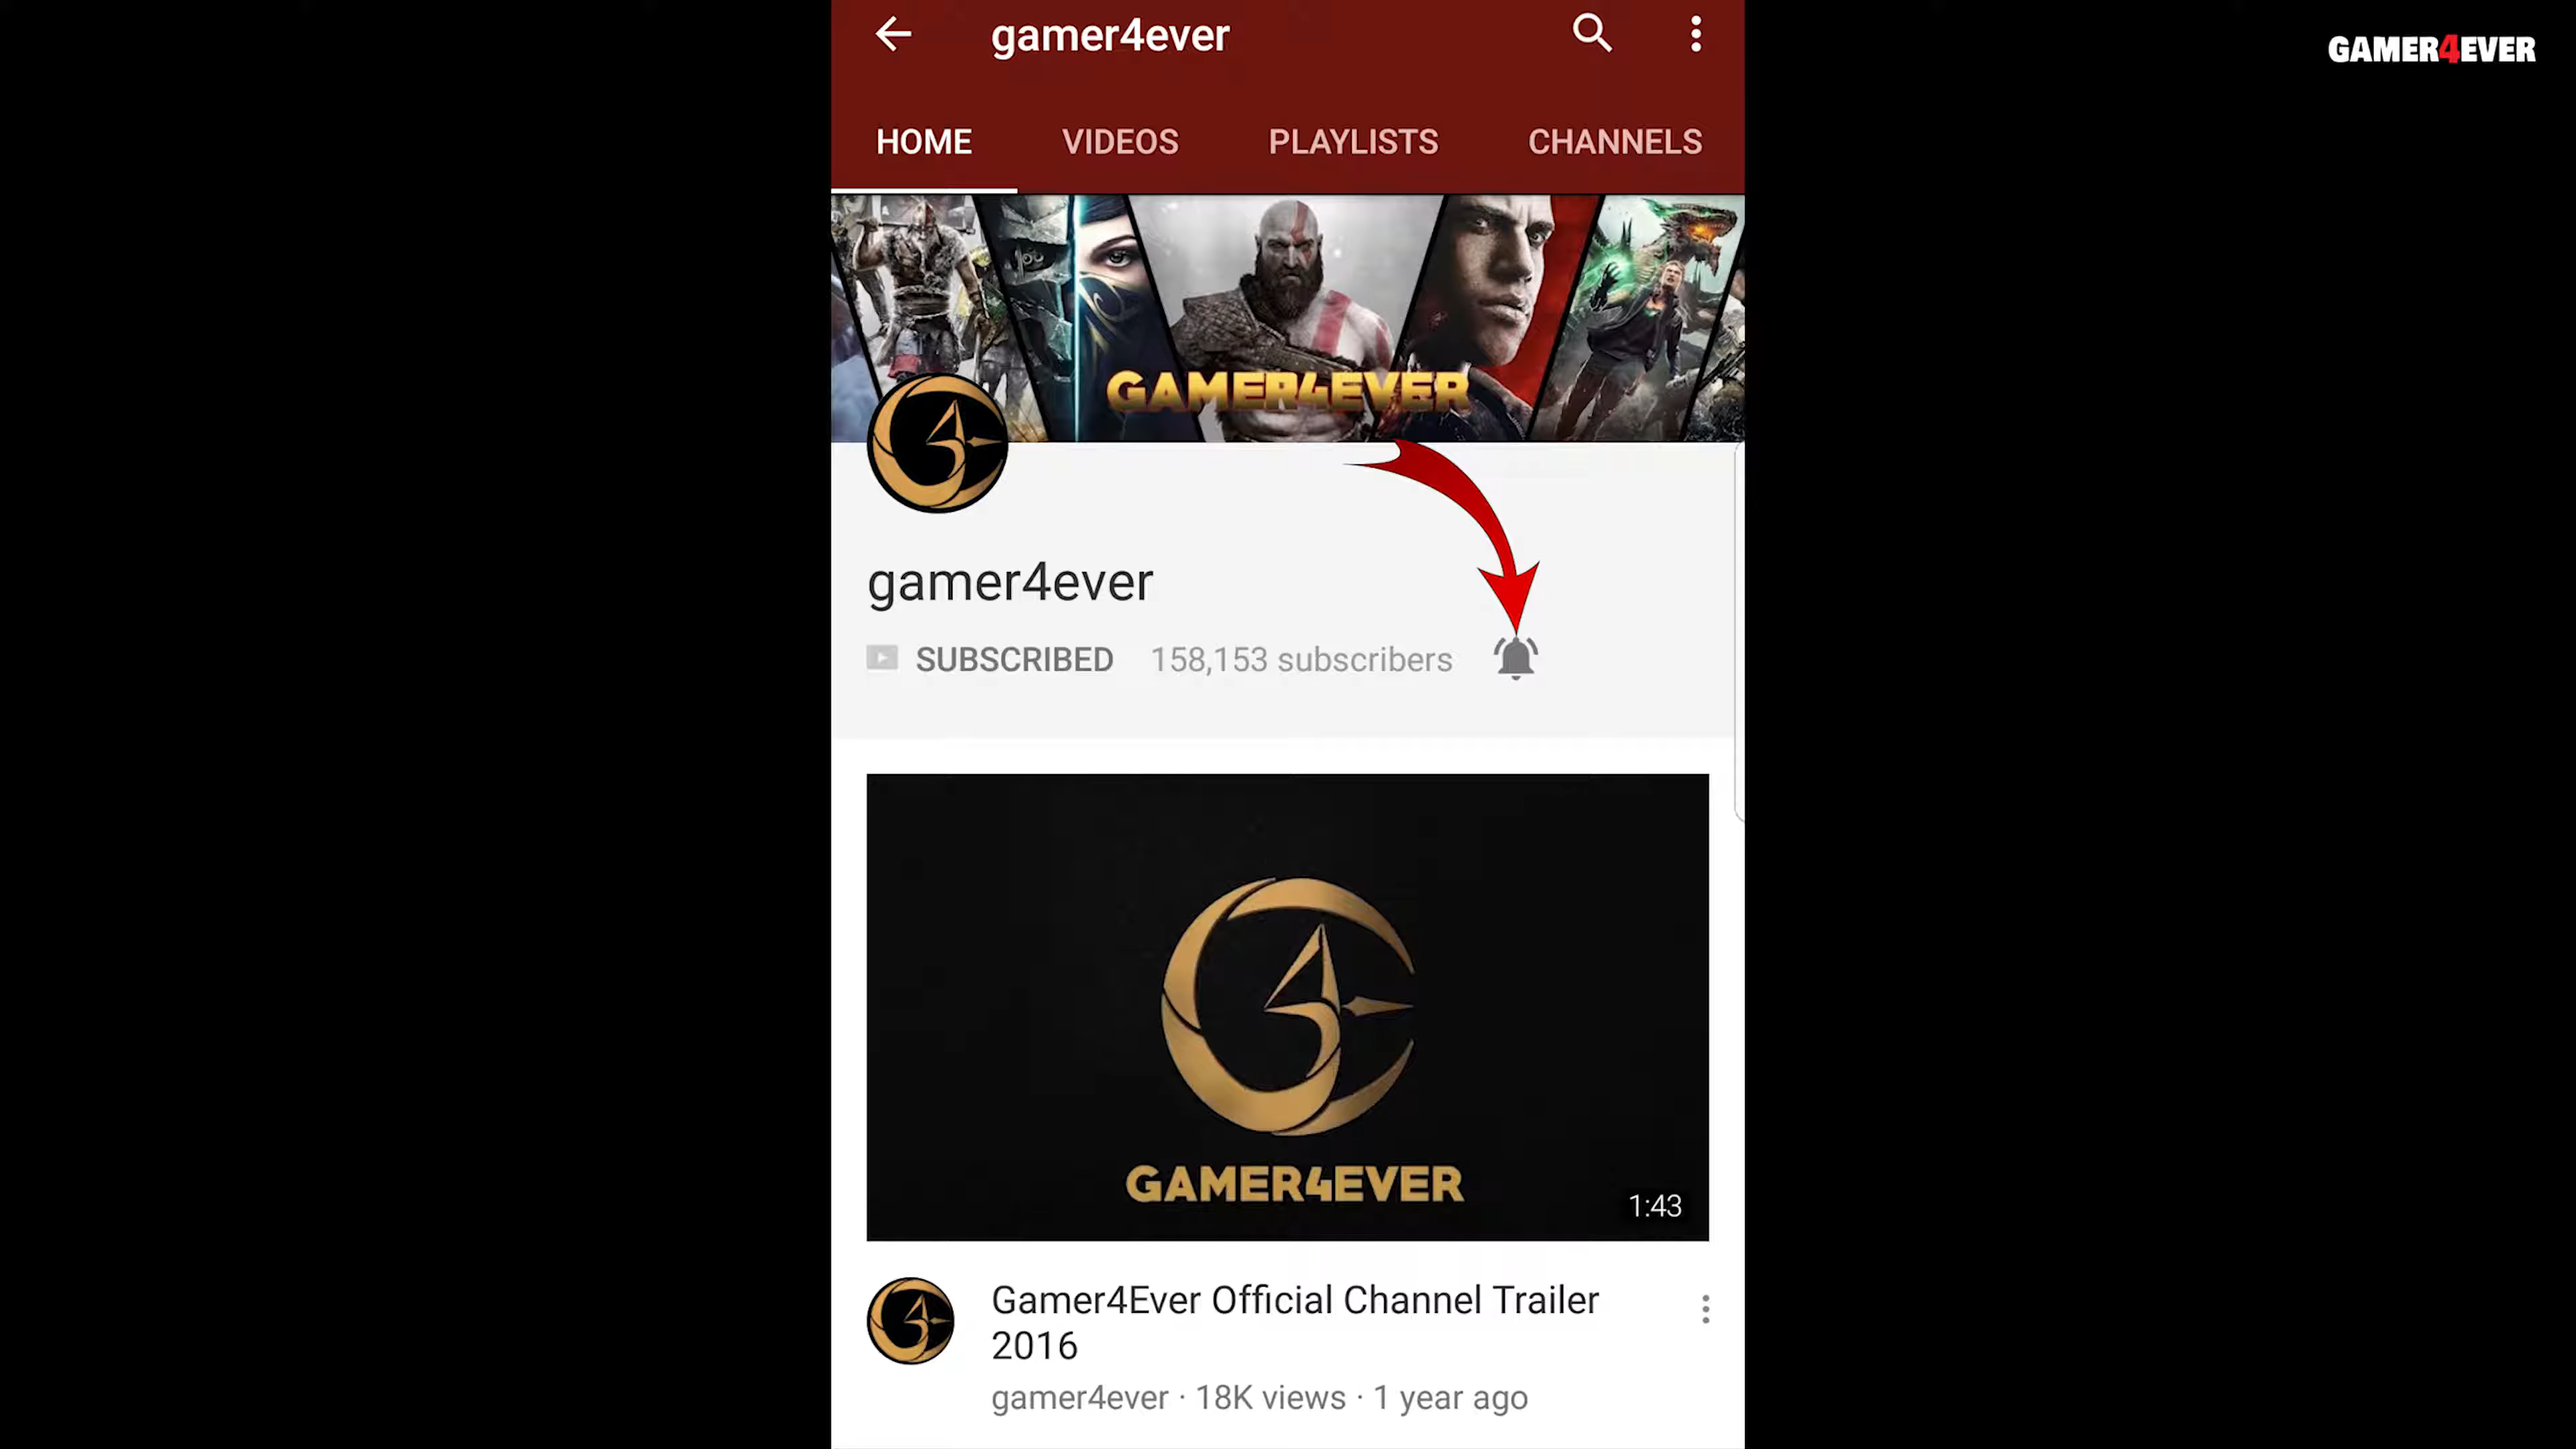 gamer4ever
GAMER4EVER
HOME VIDEOS PLAYLISTS CHANNELS
GAMER4EVER
gamer4ever
SUBSCRIBED 158,153 subscribers
GAMER4EVER
1:43
Gamer4Ever Official Channel Trailer
2016
gamer4ever · 18K views · 1 year ago